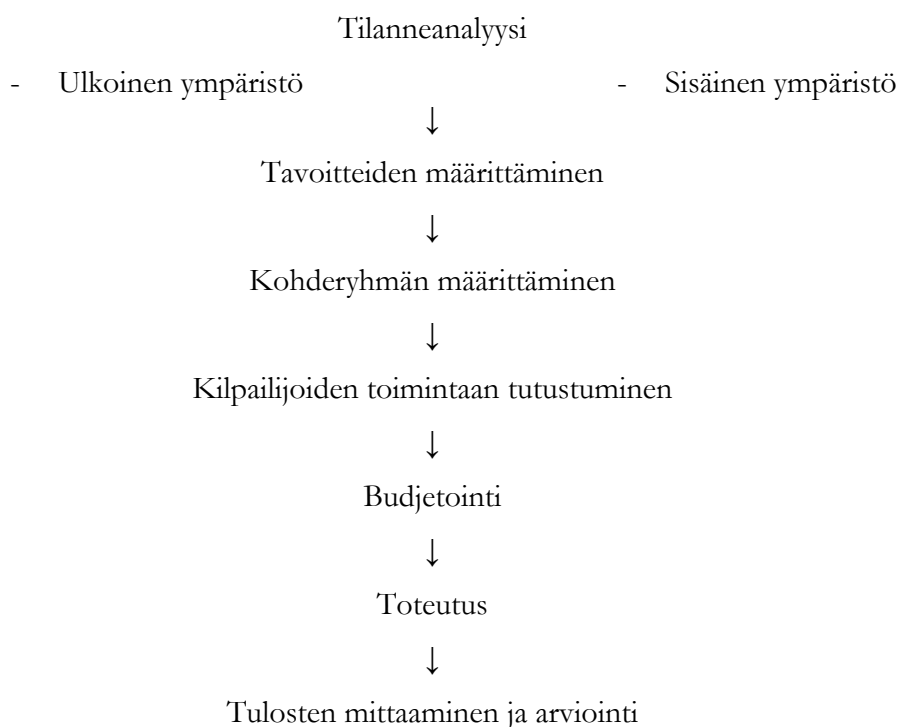 Tilanneanalyysi
- Ulkoinen ympäristö - Sisäinen ympäristö
↓
Tavoitteiden määrittäminen
↓
Kohderyhmän määrittäminen
↓
Kilpailijoiden toimintaan tutustuminen
↓
Budjetointi
↓
Toteutus
↓
Tulosten mittaaminen ja arviointi